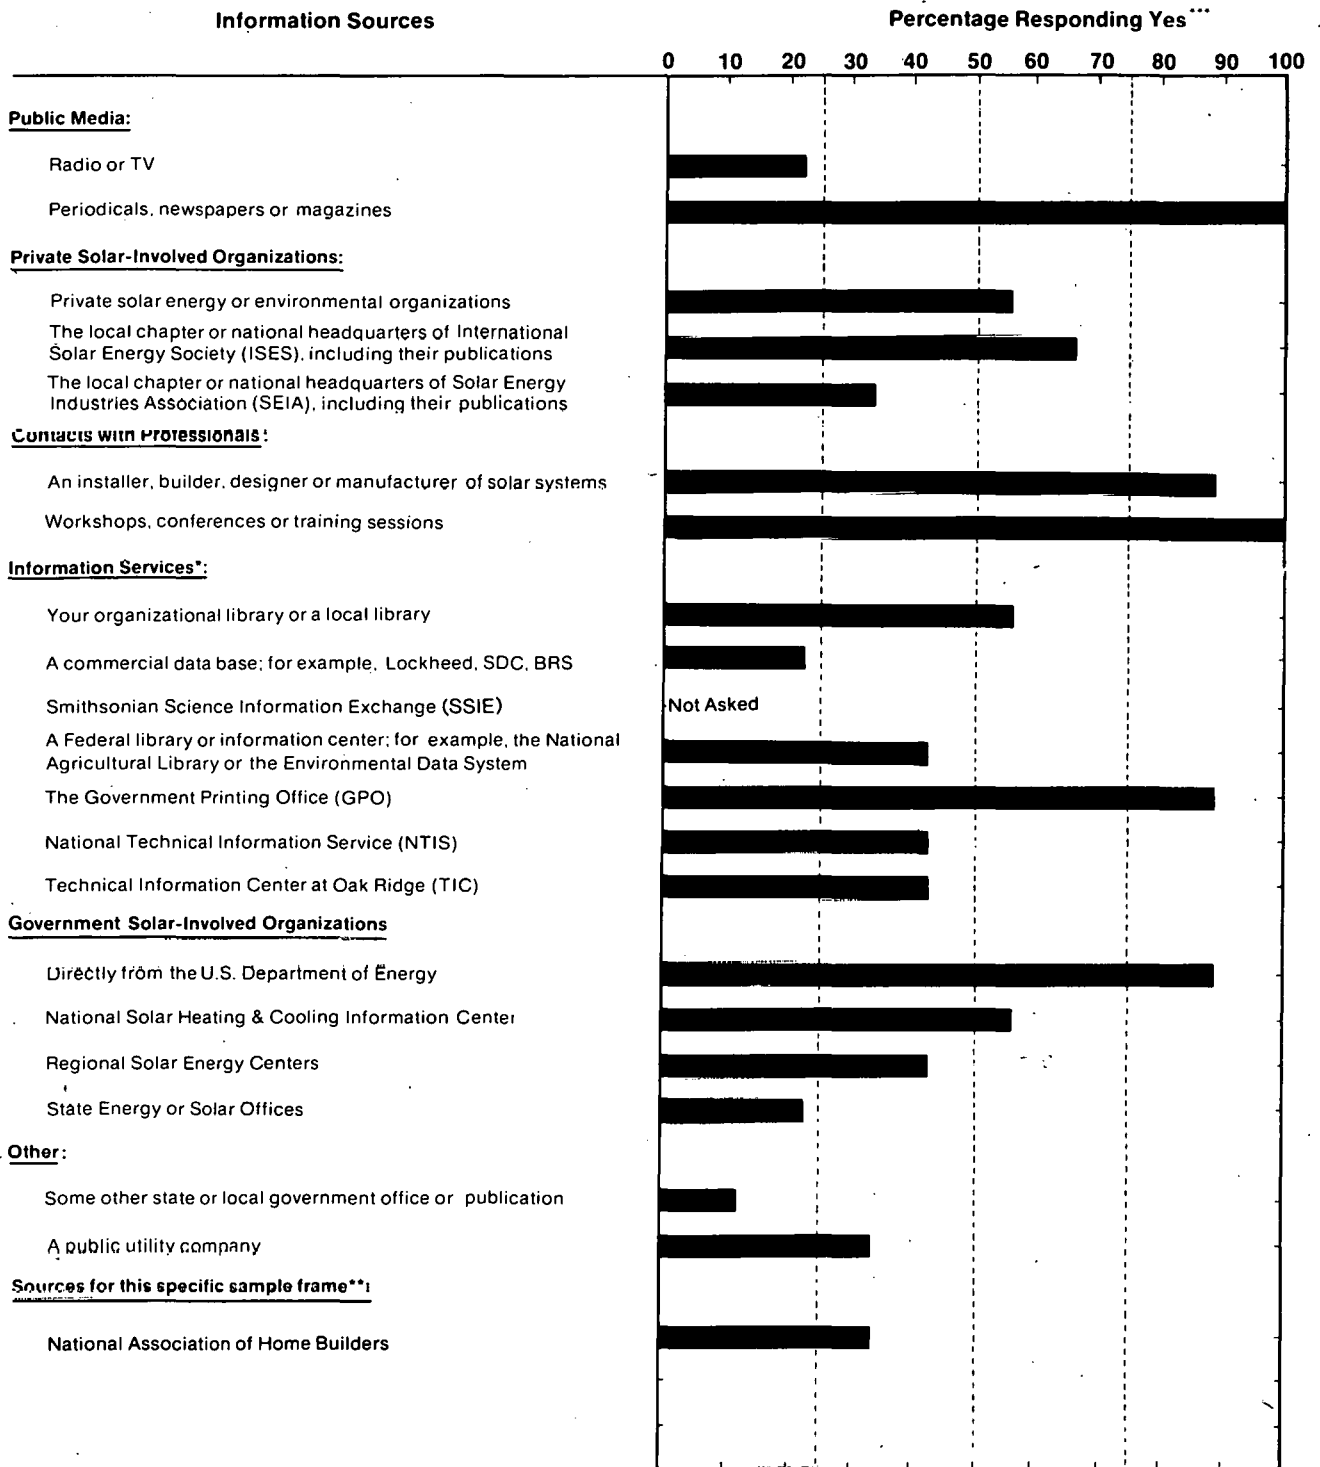 Information Sources
Percentage Responding Yes***
0 10 20 30 40 50 60 70 80 90 100
Public Media:
Radio or TV
Periodicals, newspapers or magazines
Private Solar-Involved Organizations:
Private solar energy or environmental organizations
The local chapter or national headquarters of International
Solar Energy Society (ISES), including their publications
The local chapter or national headquarters of Solar Energy
Industries Association (SEIA), including their publications
Contacts with Professionals:
An installer, builder, designer or manufacturer of solar systems
Workshops, conferences or training sessions
Information Services*:
Your organizational library or a local library
A commercial data base; for example, Lockheed, SDC, BRS
Smithsonian Science Information Exchange (SSIE)
Not Asked
A Federal library or information center; for example, the National
Agricultural Library or the Environmental Data System
The Government Printing Office (GPO)
National Technical Information Service (NTIS)
Technical Information Center at Oak Ridge (TIC)
Government Solar-Involved Organizations
Directly from the U.S. Department of Energy
National Solar Heating & Cooling Information Center
Regional Solar Energy Centers
State Energy or Solar Offices
Other:
Some other state or local government office or publication
A public utility company
Sources for this specific sample frame**:
National Association of Home Builders